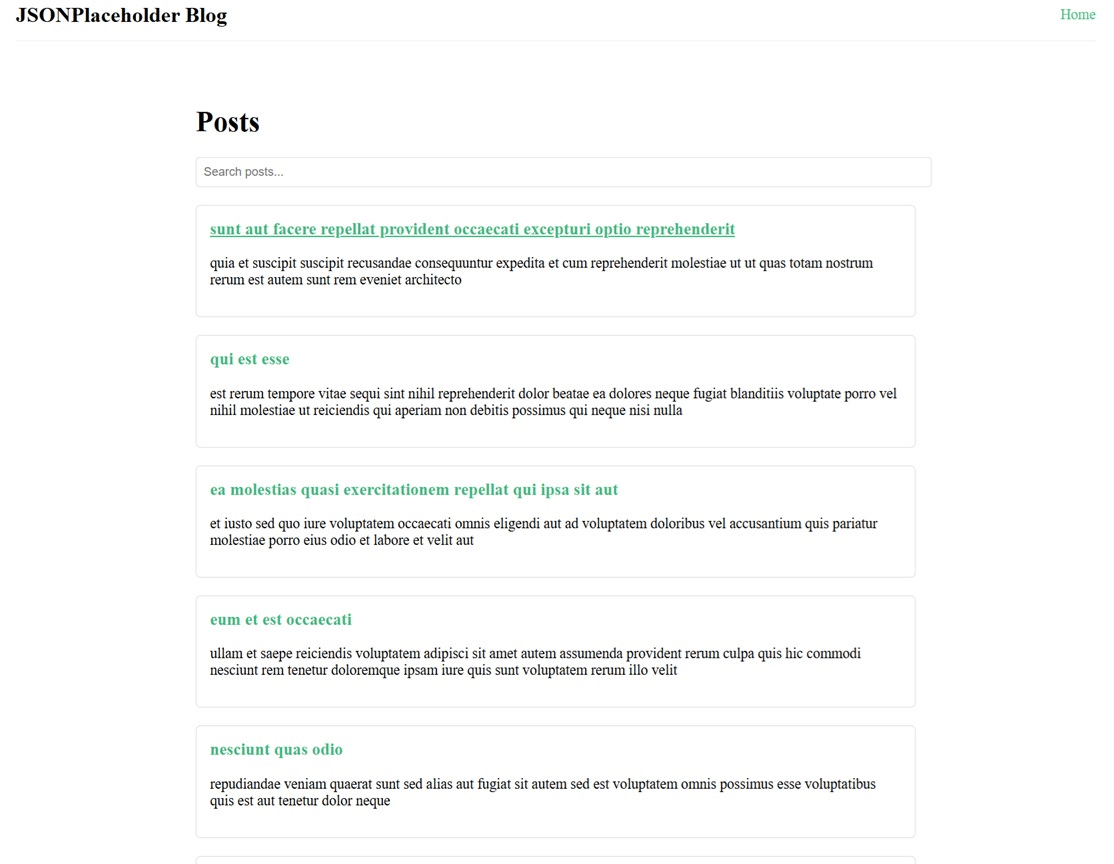 JSONPlaceholder Blog
Home
Posts
Search posts...
sunt aut facere repellat provident occaecati excepturi optio reprehenderit
quia et suscipit suscipit recusandae consequuntur expedita et cum reprehenderit molestiae ut ut quas totam nostrum
rerum est autem sunt rem eveniet architecto
qui est esse
est rerum tempore vitae sequi sint nihil reprehenderit dolor beatae ea dolores neque fugiat blanditiis voluptate porro vel
nihil molestiae ut reiciendis qui aperiam non debitis possimus qui neque nisi nulla
ea molestias quasi exercitationem repellat qui ipsa sit aut
et iusto sed quo iure voluptatem occaecati omnis eligendi aut ad voluptatem doloribus vel accusantium quis pariatur
molestiae porro eius odio et labore et velit aut
eum et est occaecati
ullam et saepe reiciendis voluptatem adipisci sit amet autem assumenda provident rerum culpa quis hic commodi
nesciunt rem tenetur doloremque ipsam iure quis sunt voluptatem rerum illo velit
nesciunt quas odio
repudiandae veniam quaerat sunt sed alias aut fugiat sit autem sed est voluptatem omnis possimus esse voluptatibus
quis est aut tenetur dolor neque